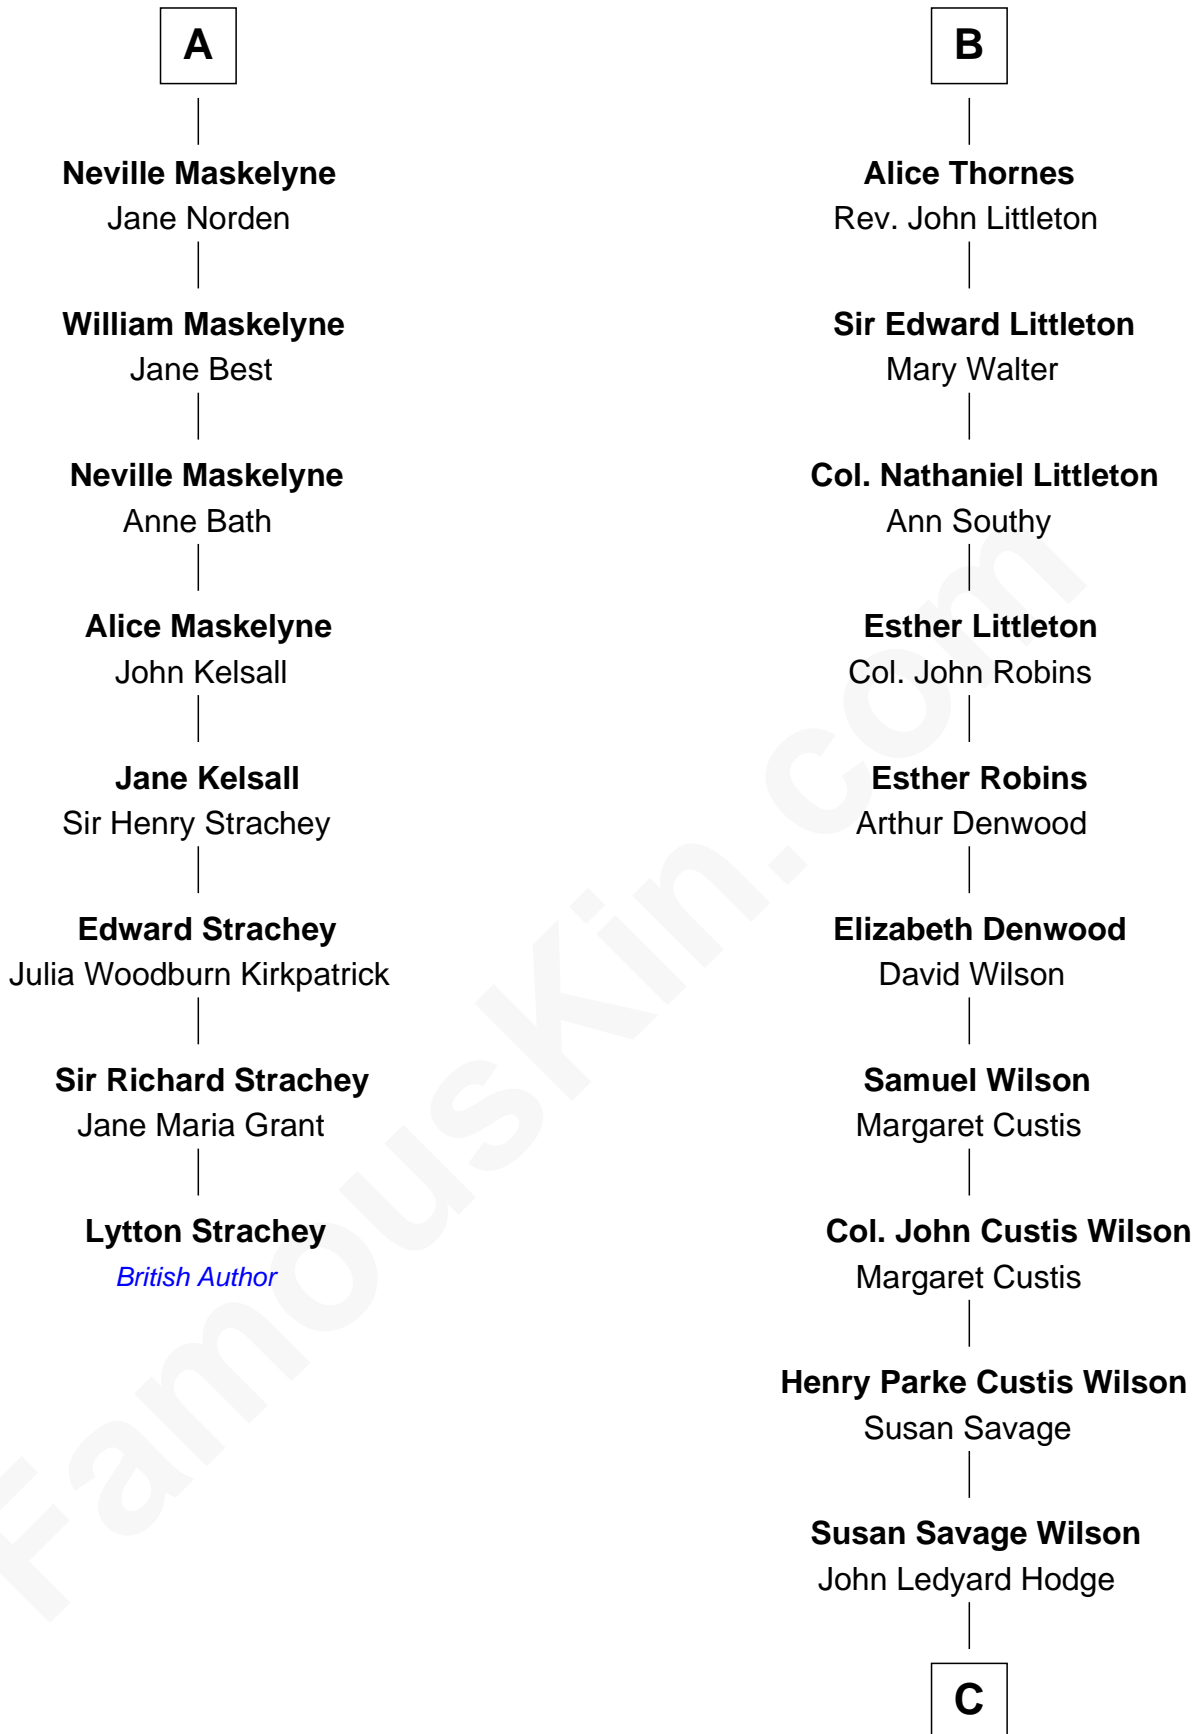 A
Neville Maskelyne
Jane Norden
William Maskelyne
Jane Best
Neville Maskelyne
Anne Bath
Alice Maskelyne
John Kelsall
Jane Kelsall
Sir Henry Strachey
Edward Strachey
Julia Woodburn Kirkpatrick
Sir Richard Strachey
Jane Maria Grant
Lytton Strachey
British Author
B
Alice Thornes
Rev. John Littleton
Sir Edward Littleton
Mary Walter
Col. Nathaniel Littleton
Ann Southy
Esther Littleton
Col. John Robins
Esther Robins
Arthur Denwood
Elizabeth Denwood
David Wilson
Samuel Wilson
Margaret Custis
Col. John Custis Wilson
Margaret Custis
Henry Parke Custis Wilson
Susan Savage
Susan Savage Wilson
John Ledyard Hodge
C
FamousKin.com